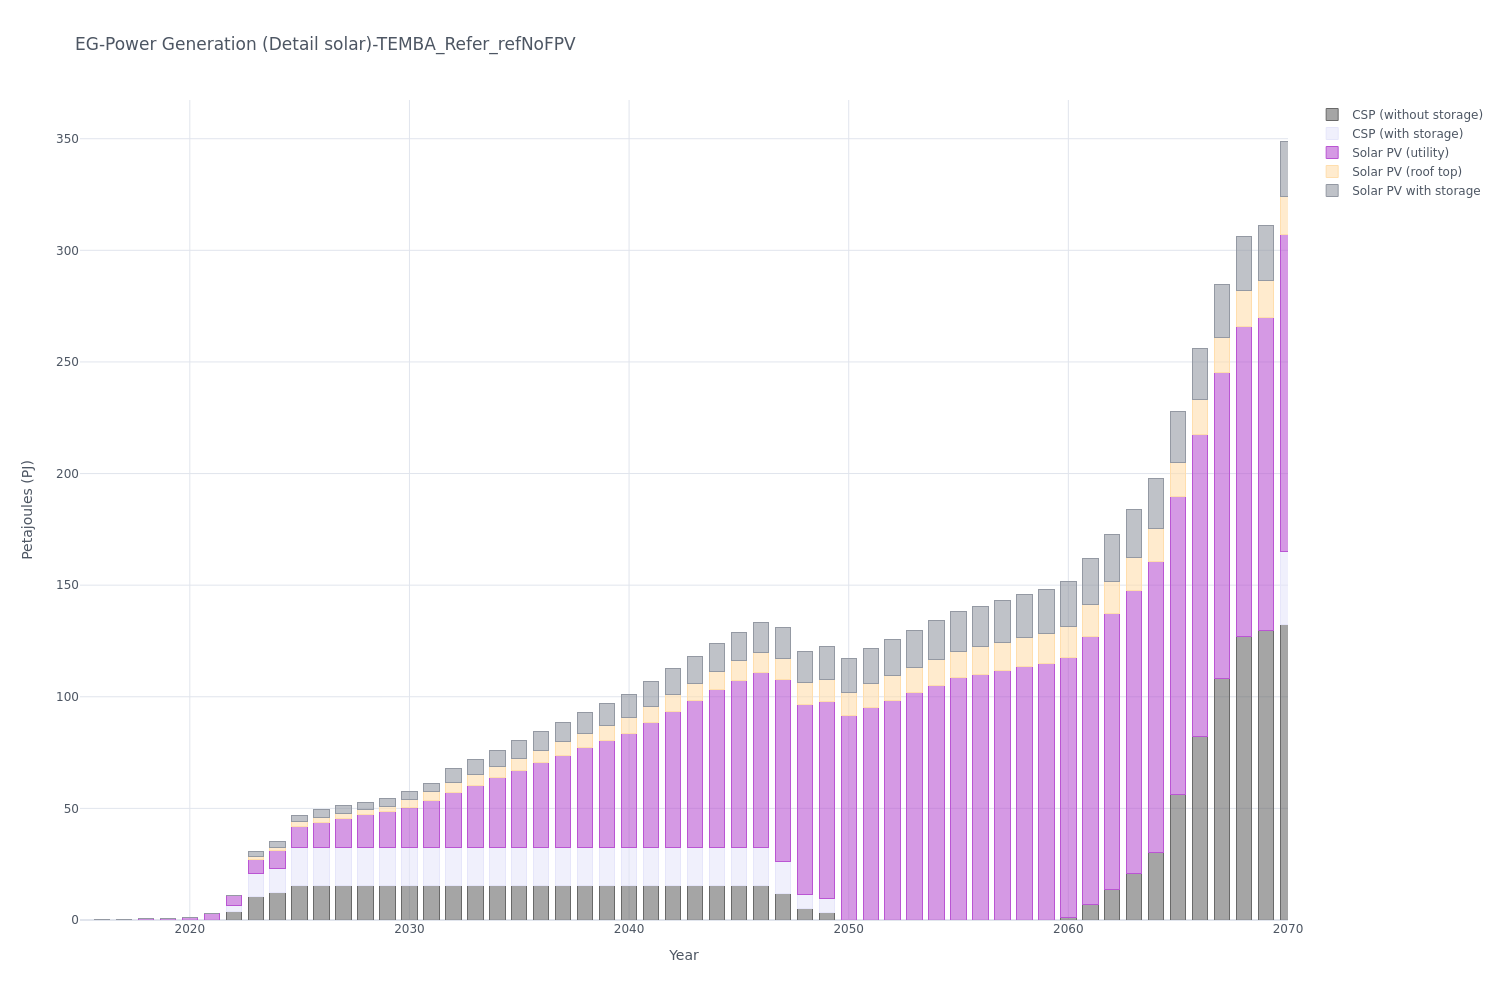 EG-Power Generation (Detail solar)-TEMBA_Refer_refNoFPV
CSP (without storage)
CSP (with storage)
Solar PV (utility)
Solar PV (roof top)
Solar PV with storage
Petajoules (PJ)
350
300
250
200
150
100
50
0
2020
2030
2040
2050
2060
2070
Year